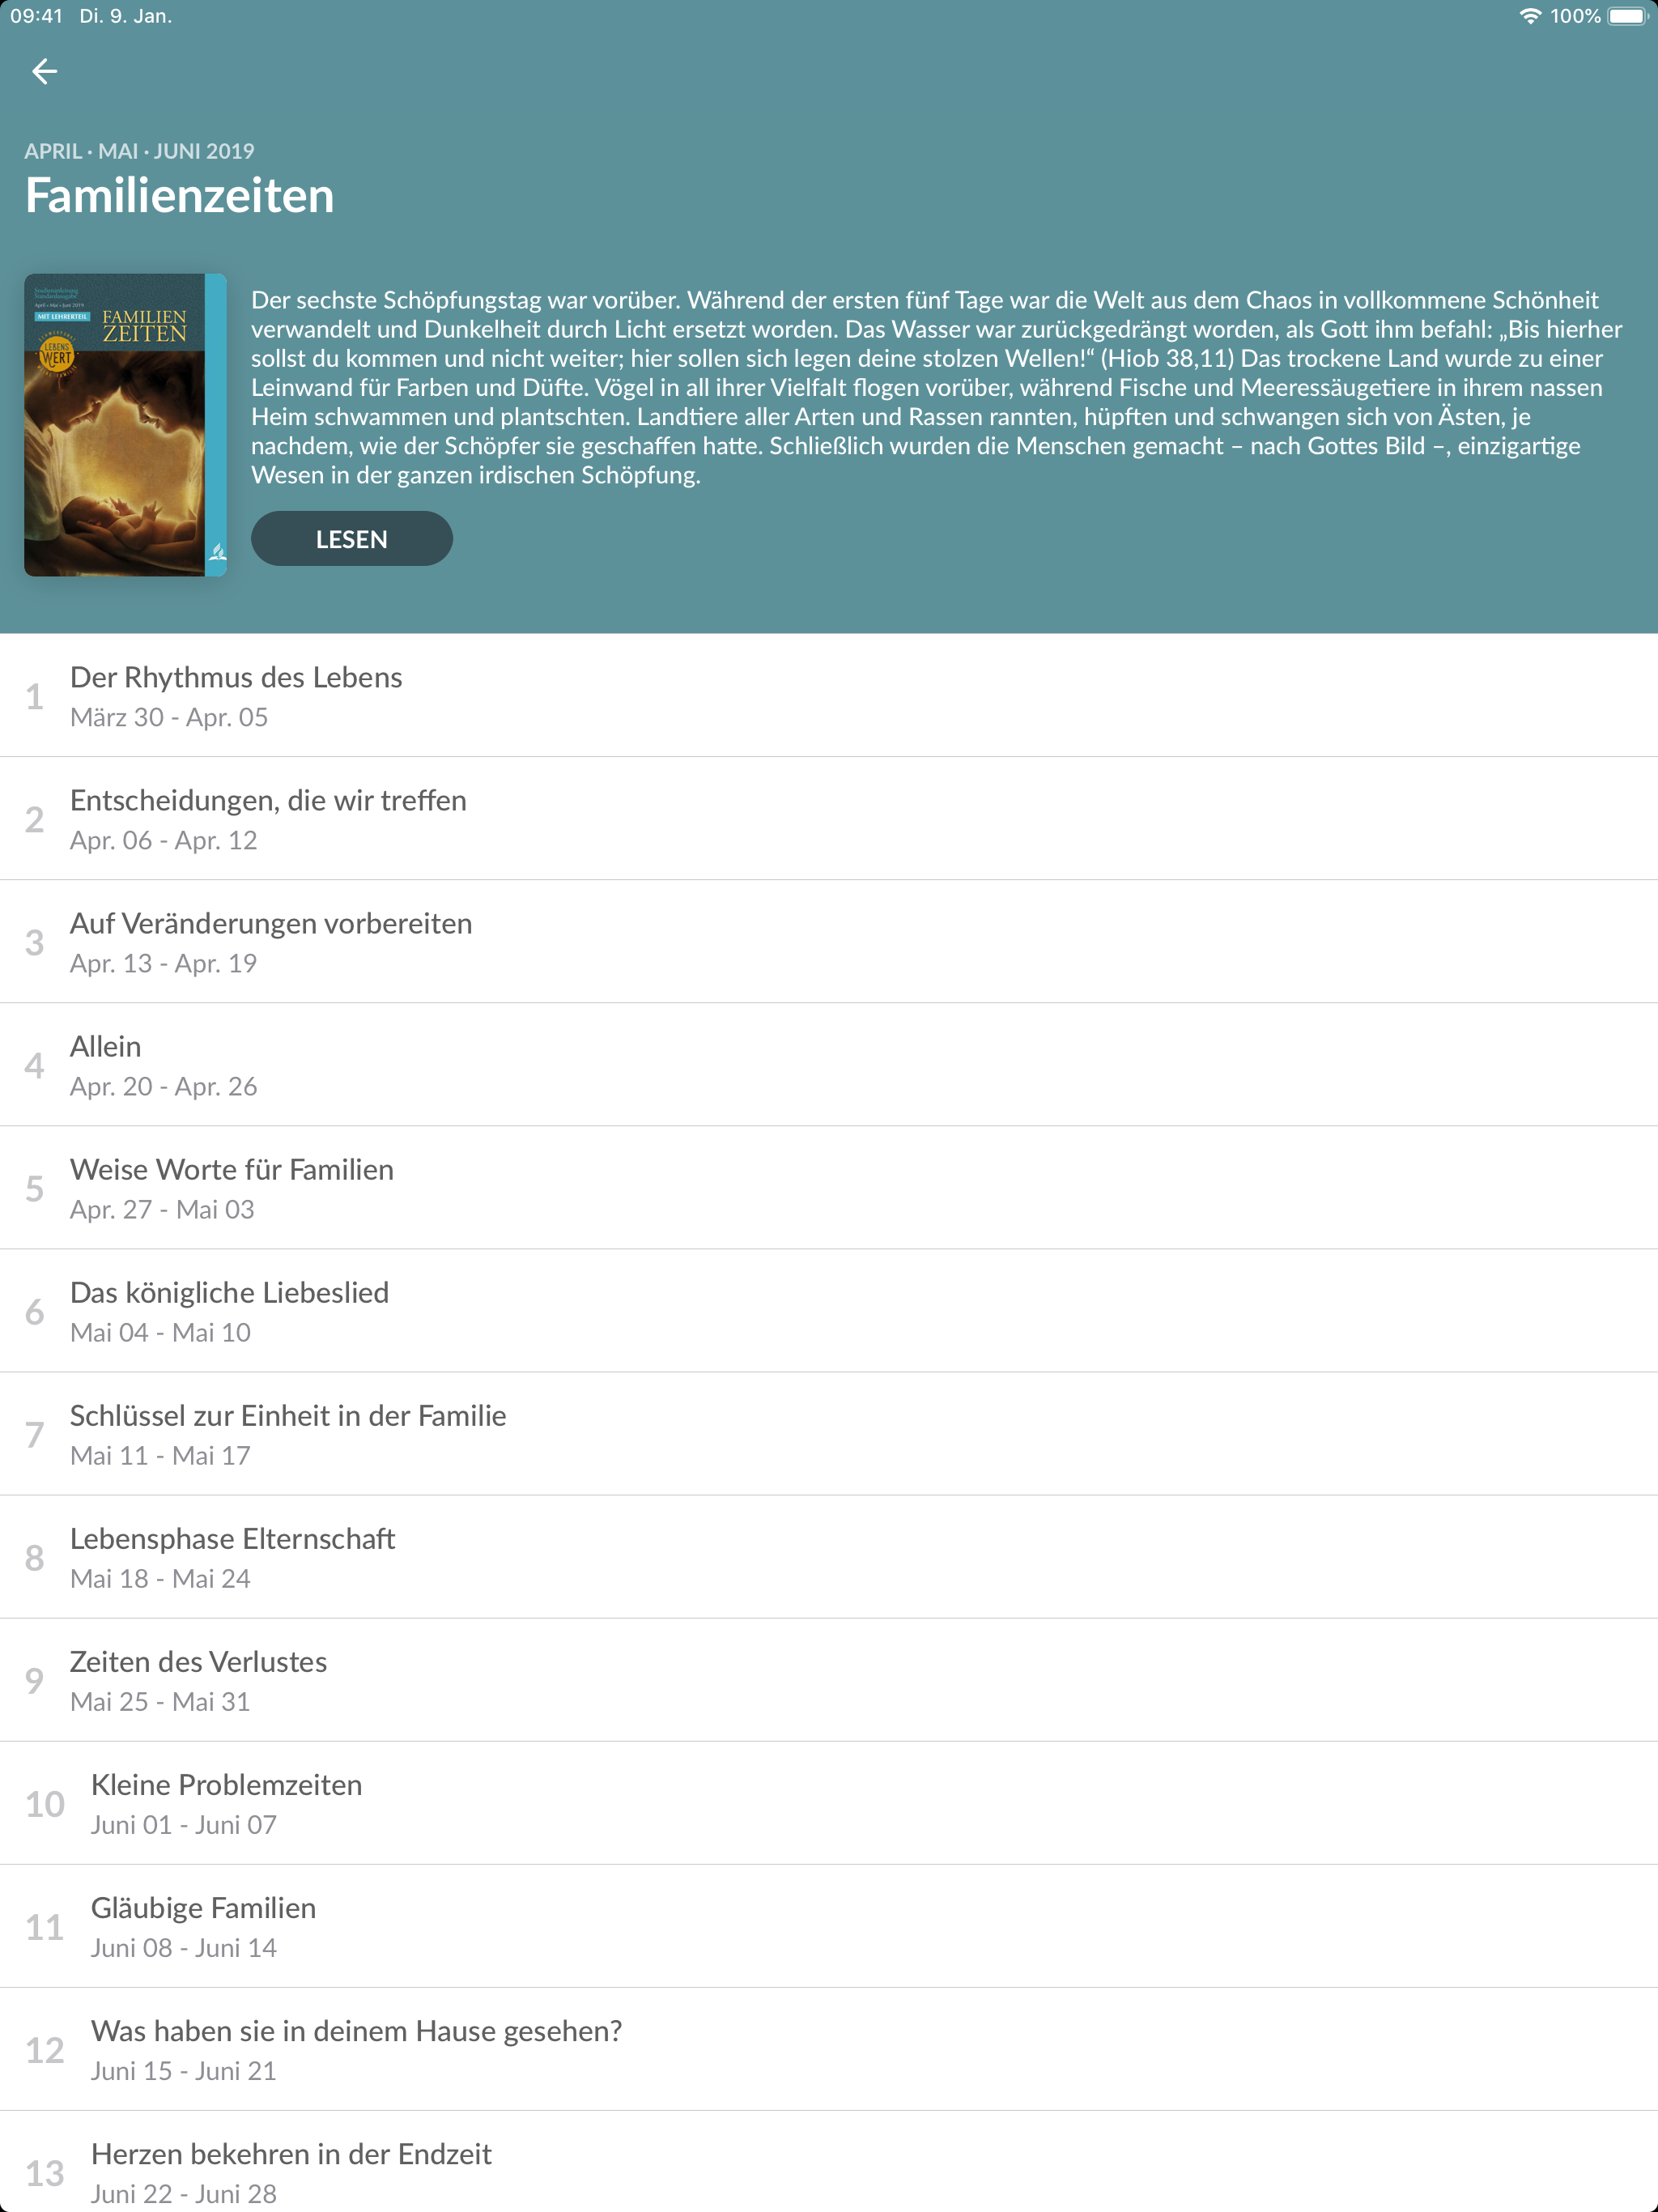 09:41 Di. 9. Jan. 100%
APRIL · MAI · JUNI 2019
Familienzeiten
Studienanleitung
Standardausgabe
April • Mai • Juni 2019
MIT LEHRERTEIL
FAMILIEN
ZEITEN
LEBENS
WERT
Der sechste Schöpfungstag war vorüber. Während der ersten fünf Tage war die Welt aus dem Chaos in vollkommene Schönheit
verwandelt und Dunkelheit durch Licht ersetzt worden. Das Wasser war zurückgedrängt worden, als Gott ihm befahl: „Bis hierher
sollst du kommen und nicht weiter; hier sollen sich legen deine stolzen Wellen!“ (Hiob 38,11) Das trockene Land wurde zu einer
Leinwand für Farben und Düfte. Vögel in all ihrer Vielfalt flogen vorüber, während Fische und Meeressäugetiere in ihrem nassen
Heim schwammen und plantschten. Landtiere aller Arten und Rassen rannten, hüpften und schwangen sich von Ästen, je
nachdem, wie der Schöpfer sie geschaffen hatte. Schließlich wurden die Menschen gemacht – nach Gottes Bild –, einzigartige
Wesen in der ganzen irdischen Schöpfung.
LESEN
1 Der Rhythmus des Lebens
März 30 - Apr. 05
2 Entscheidungen, die wir treffen
Apr. 06 - Apr. 12
3 Auf Veränderungen vorbereiten
Apr. 13 - Apr. 19
4 Allein
Apr. 20 - Apr. 26
5 Weise Worte für Familien
Apr. 27 - Mai 03
6 Das königliche Liebeslied
Mai 04 - Mai 10
7 Schlüssel zur Einheit in der Familie
Mai 11 - Mai 17
8 Lebensphase Elternschaft
Mai 18 - Mai 24
9 Zeiten des Verlustes
Mai 25 - Mai 31
10 Kleine Problemzeiten
Juni 01 - Juni 07
11 Gläubige Familien
Juni 08 - Juni 14
12 Was haben sie in deinem Hause gesehen?
Juni 15 - Juni 21
13 Herzen bekehren in der Endzeit
Juni 22 - Juni 28